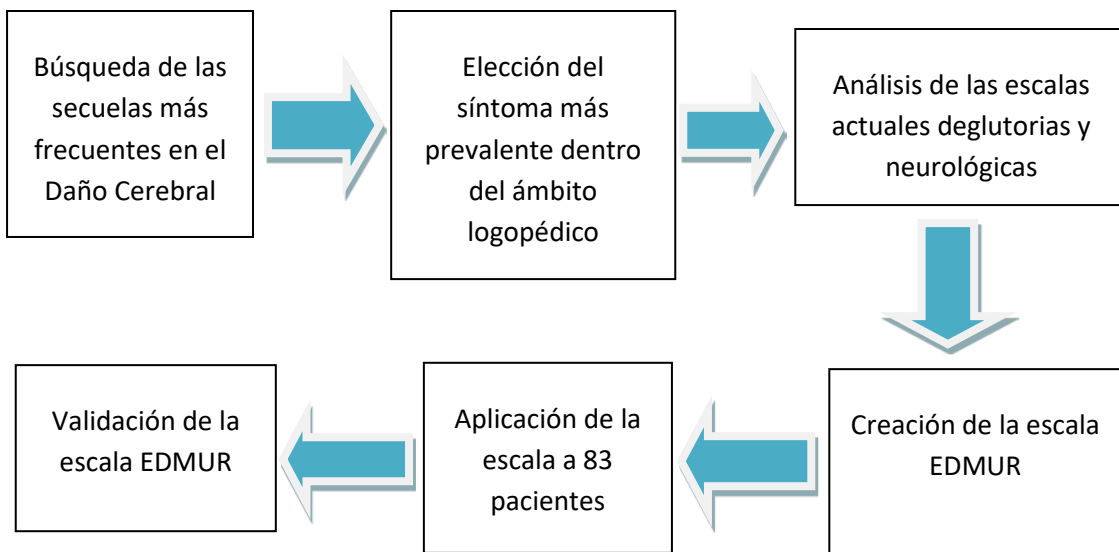 Búsqueda de las
secuelas más
frecuentes en el
Daño Cerebral
Elección del
síntoma más
prevalente dentro
del ámbito
logopédico
Análisis de las escalas
actuales deglutorias y
neurológicas
Creación de la escala
EDMUR
Aplicación de la
escala a 83
pacientes
Validación de la
escala EDMUR